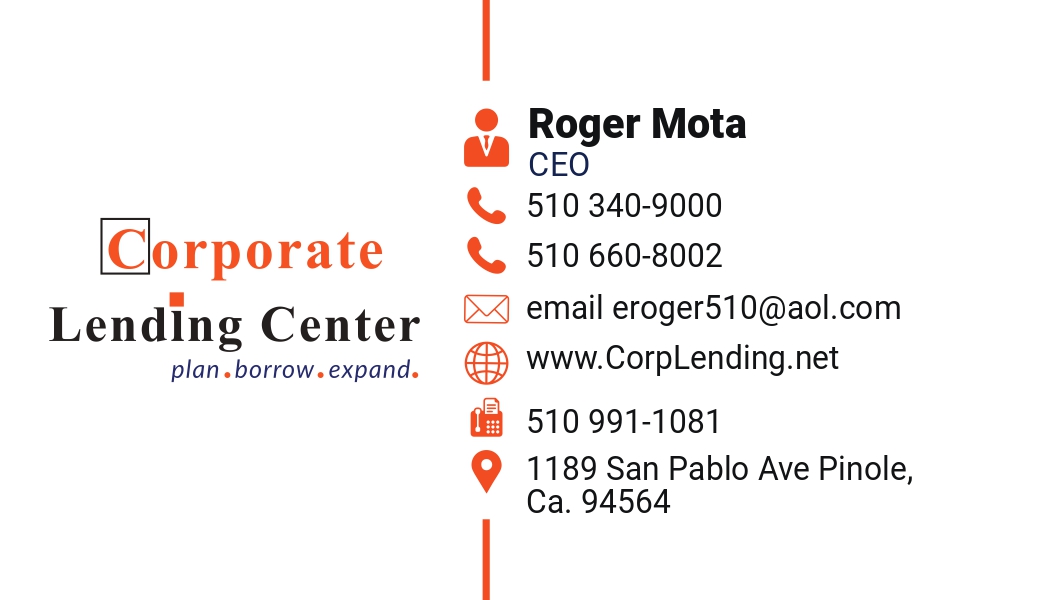 Corporate
Lending Center
plan.borrow.expand.
Roger Mota
CEO
510 340-9000
510 660-8002
email eroger510@aol.com
www.CorpLending.net
510 991-1081
1189 San Pablo Ave Pinole,
Ca. 94564